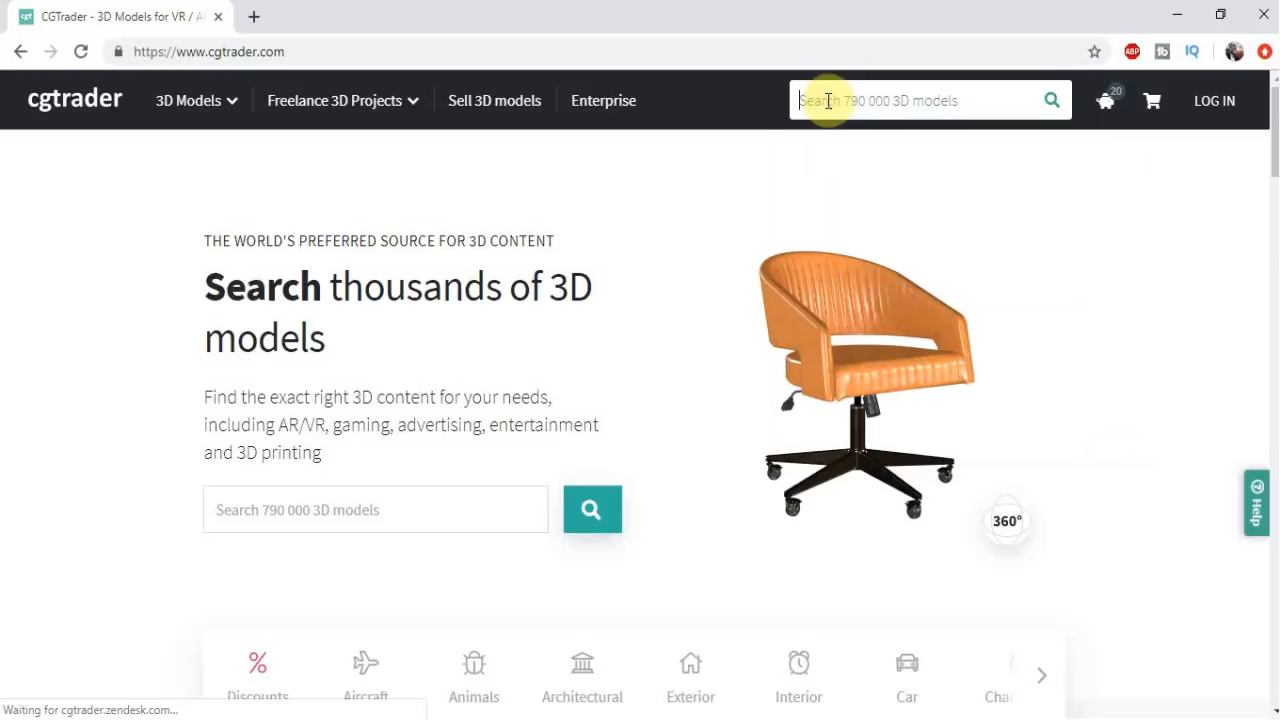 CGTrader - 3D Models for VR / A
https://www.cgtrader.com
ABP
tb
IQ
cgtrader
3D Models
Freelance 3D Projects
Sell 3D models
Enterprise
Search 790 000 3D models
20
LOG IN
THE WORLD'S PREFERRED SOURCE FOR 3D CONTENT
Search thousands of 3D
models
Find the exact right 3D content for your needs,
including AR/VR, gaming, advertising, entertainment
and 3D printing
Search 790 000 3D models
360°
Help
%
Discounts
Aircraft
Animals
Architectural
Exterior
Interior
Car
Cha
Waiting for cgtrader.zendesk.com...